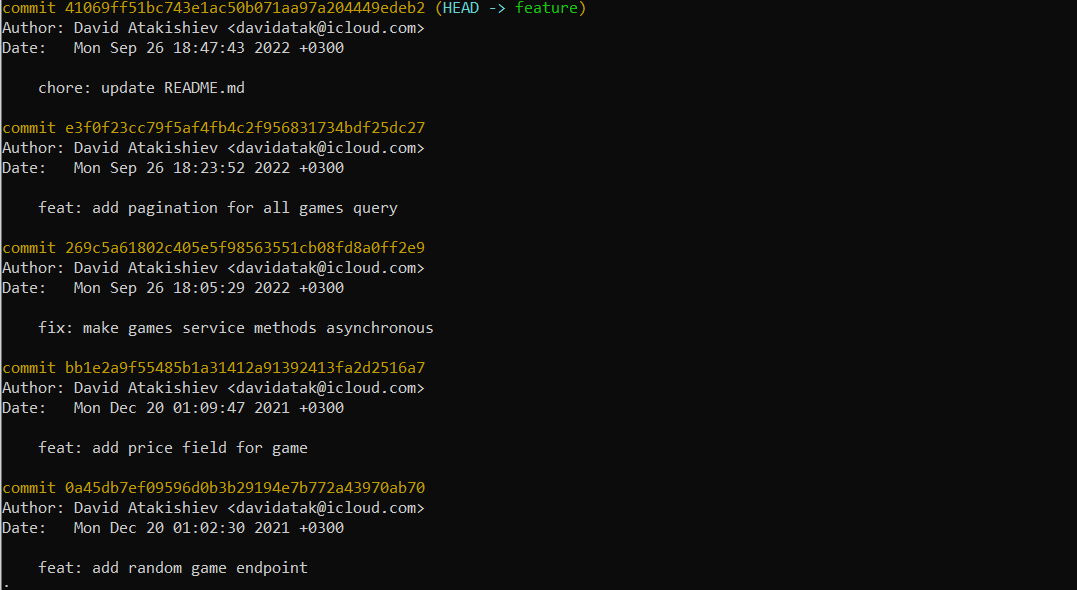 commit 41069ff51bc743e1ac50b071aa97a204449edeb2 (HEAD -> feature)
Author: David Atakishiev <davidatak@icloud.com>
Date:   Mon Sep 26 18:47:43 2022 +0300
    chore: update README.md
commit e3f0f23cc79f5af4fb4c2f956831734bdf25dc27
Author: David Atakishiev <davidatak@icloud.com>
Date:   Mon Sep 26 18:23:52 2022 +0300
    feat: add pagination for all games query
commit 269c5a61802c405e5f98563551cb08fd8a0ff2e9
Author: David Atakishiev <davidatak@icloud.com>
Date:   Mon Sep 26 18:05:29 2022 +0300
    fix: make games service methods asynchronous
commit bb1e2a9f55485b1a31412a91392413fa2d2516a7
Author: David Atakishiev <davidatak@icloud.com>
Date:   Mon Dec 20 01:09:47 2021 +0300
    feat: add price field for game
commit 0a45db7ef09596d0b3b29194e7b772a43970ab70
Author: David Atakishiev <davidatak@icloud.com>
Date:   Mon Dec 20 01:02:30 2021 +0300
    feat: add random game endpoint